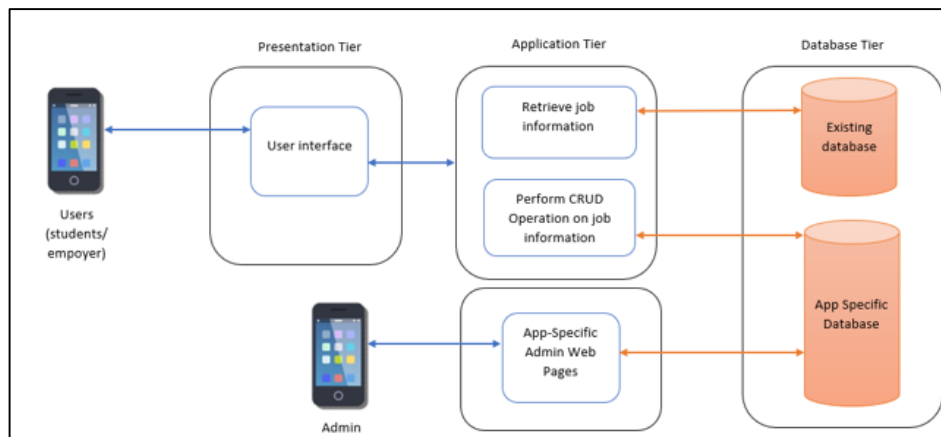 Presentation Tier
Application Tier
Database Tier
User interface
Retrieve job
information
Existing
database
Users
(students/
empoyer)
Perform CRUD
Operation on job
information
App Specific
Database
App-Specific
Admin Web
Pages
Admin